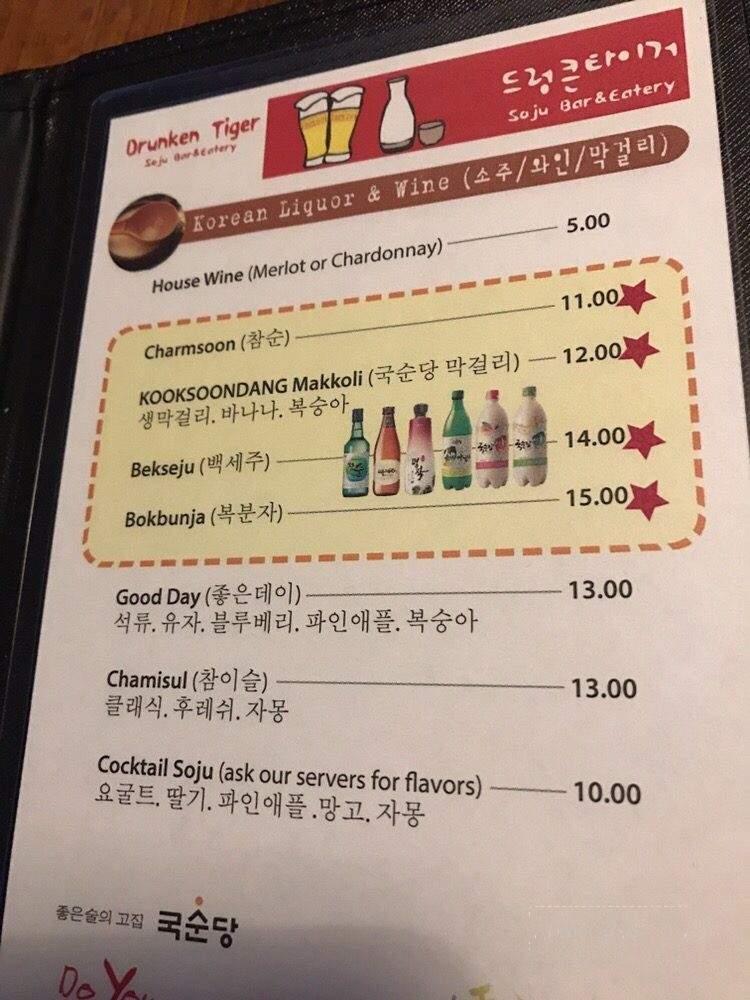 Drunken Tiger
Soju Bar&Eatery
드렁큰타이거
Soju Bar&Eatery
Korean Liquor & Wine (소주/와인/막걸리)
House Wine (Merlot or Chardonnay) 5.00
Charmsoon (참순) 11.00
KOOKSOONDANG Makkoli (국순당 막걸리) 12.00
생막걸리. 바나나. 복숭아
Bekseju (백세주) 14.00
Bokbunja (복분자) 15.00
Good Day (좋은데이) 13.00
석류. 유자. 블루베리. 파인애플. 복숭아
Chamisul (참이슬) 13.00
클래식. 후레쉬. 자몽
Cocktail Soju (ask our servers for flavors) 10.00
요굴트. 딸기. 파인애플 .망고. 자몽
좋은술의 고집 국순당
Do You